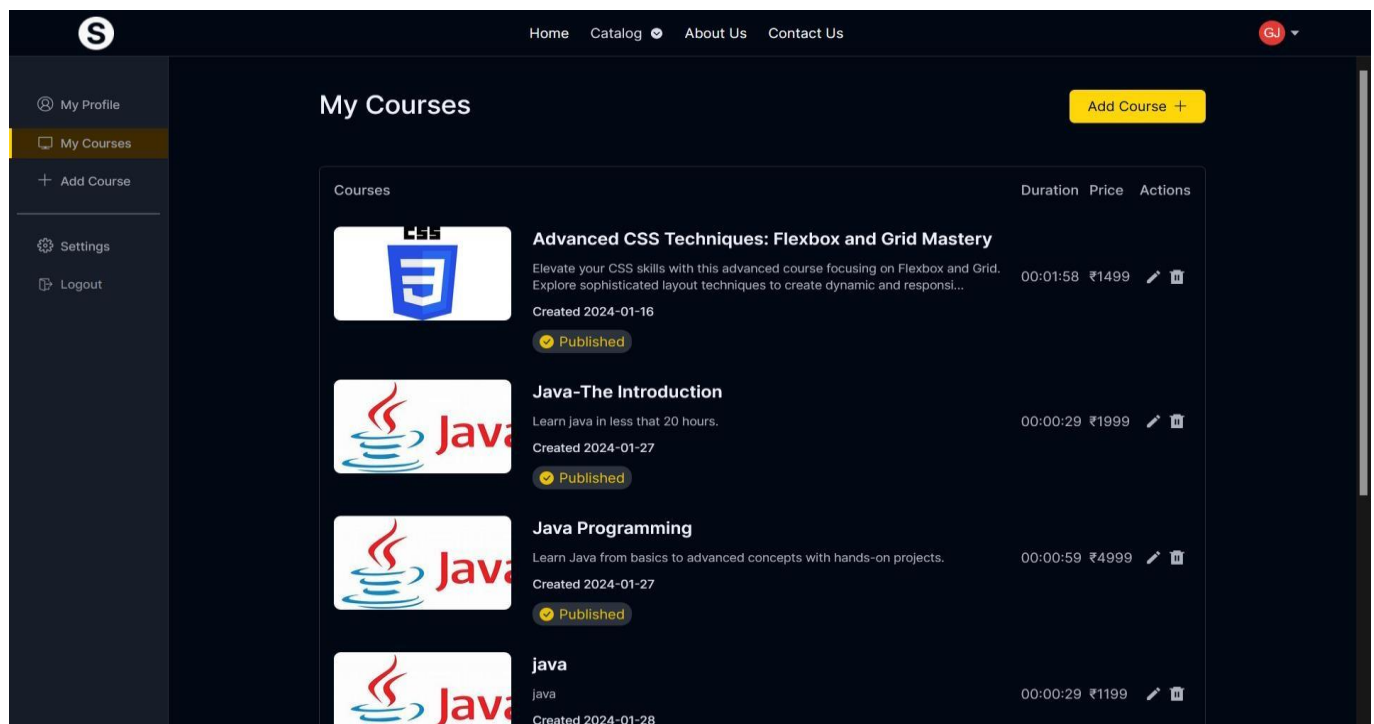 S
Home Catalog About Us Contact Us
GJ
My Profile
My Courses
Add Course
Settings
Logout
My Courses
Add Course +
Courses Duration Price Actions
CSS
3
Advanced CSS Techniques: Flexbox and Grid Mastery
Elevate your CSS skills with this advanced course focusing on Flexbox and Grid.
Explore sophisticated layout techniques to create dynamic and responsi...
Created 2024-01-16
Published
00:01:58 ₹1499
Java
Java-The Introduction
Learn java in less that 20 hours.
Created 2024-01-27
Published
00:00:29 ₹1999
Java
Java Programming
Learn Java from basics to advanced concepts with hands-on projects.
Created 2024-01-27
Published
00:00:59 ₹4999
Java
java
java
Created 2024-01-28
00:00:29 ₹1199